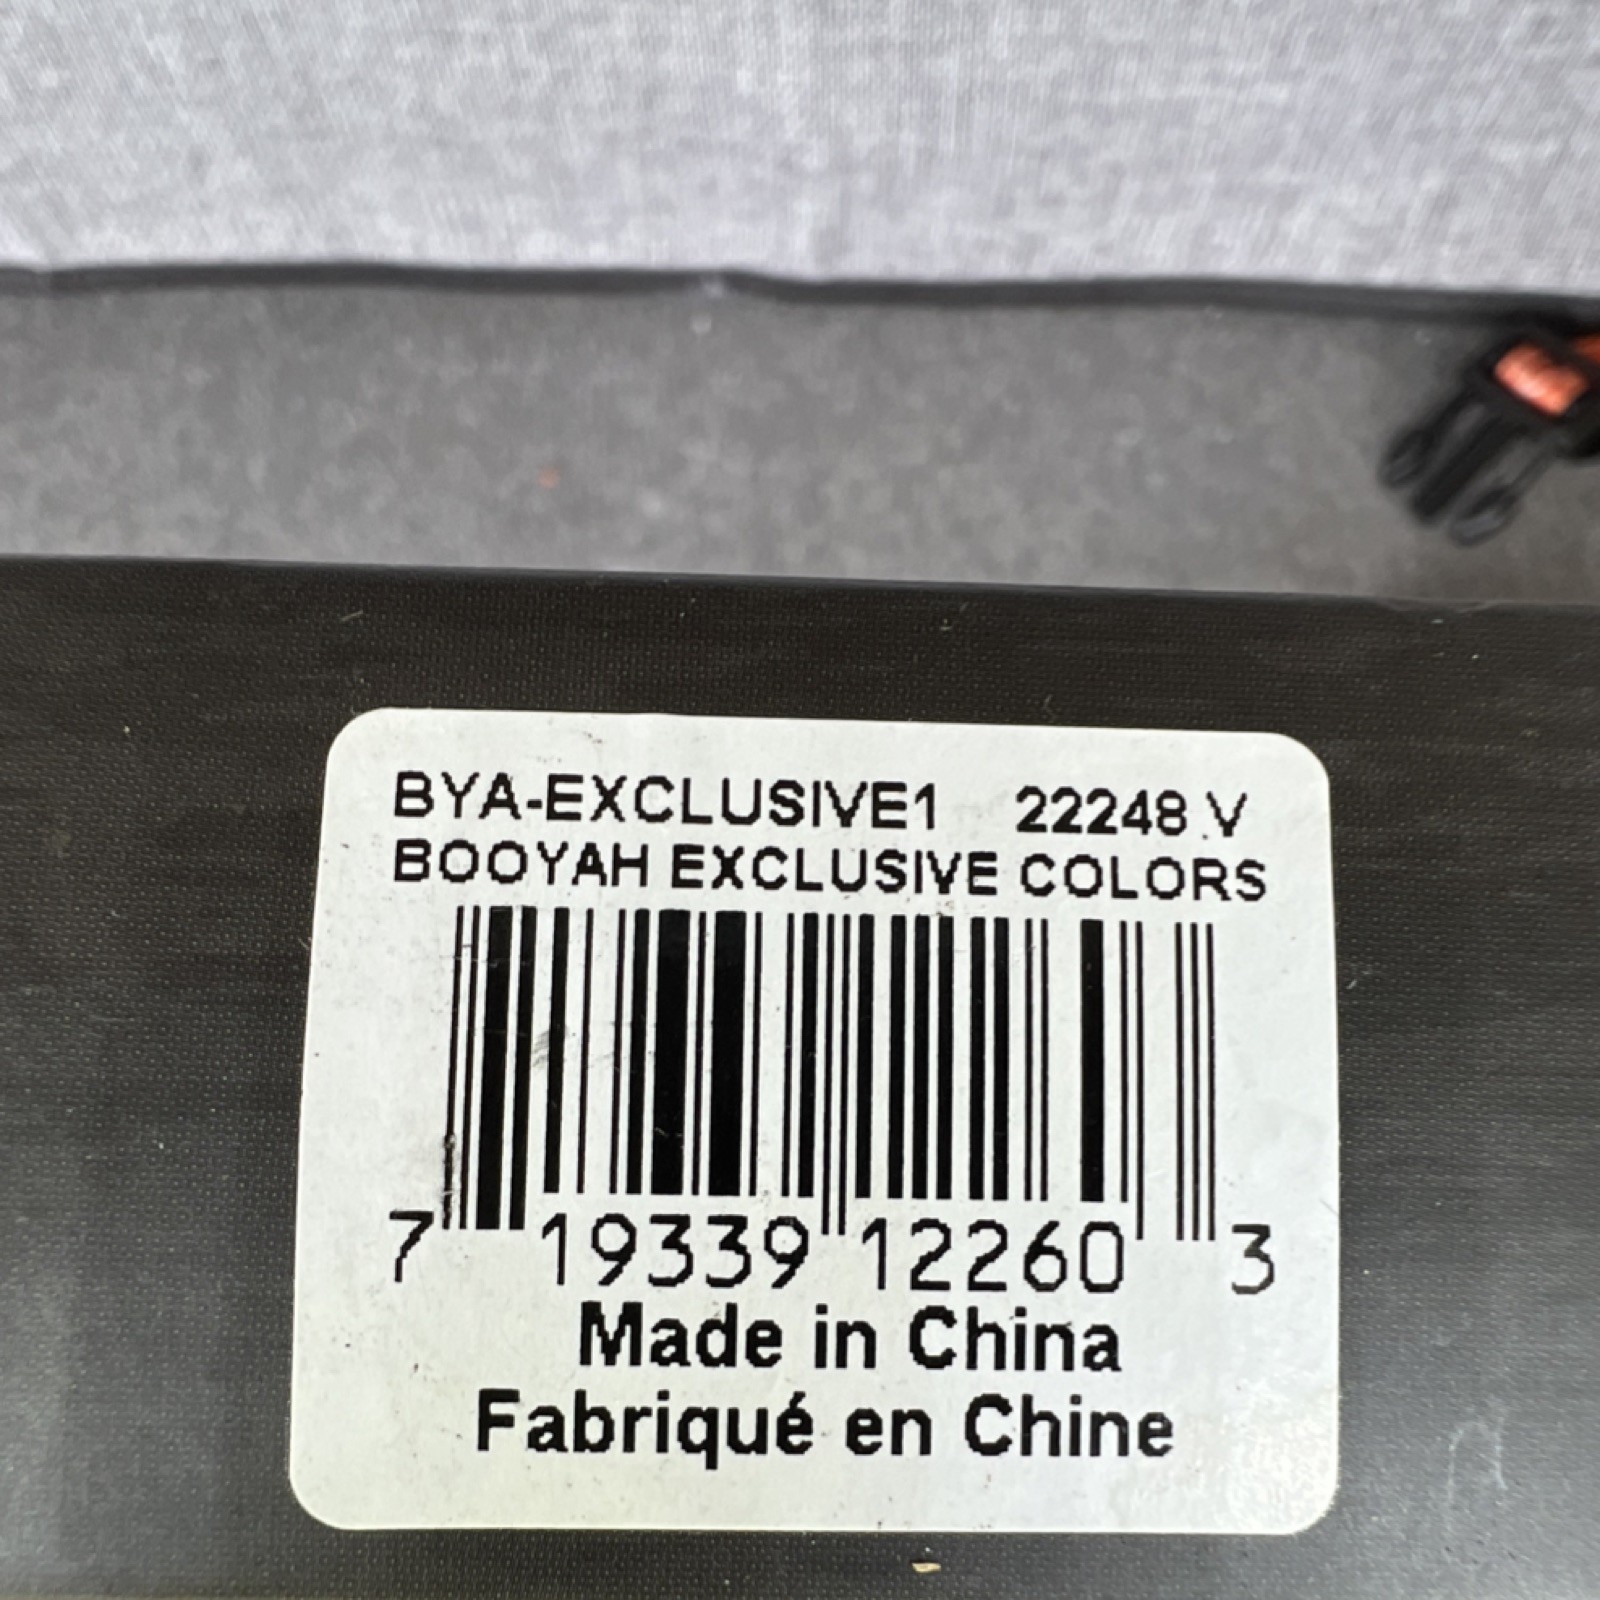 BYA-EXCLUSIVE1 22248 V
BOOYAH EXCLUSIVE COLORS
7 19339 12260 3
Made in China
Fabriqué en Chine